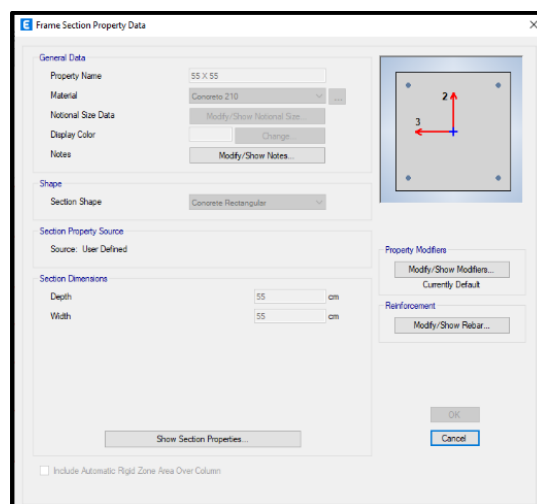 E Frame Section Property Data
General Data
Property Name 55 X 55
Material Concreto 210 ...
Notional Size Data Modify/Show Notional Size...
Display Color Change...
Notes Modify/Show Notes...
2
3
Shape
Section Shape Concrete Rectangular
Section Property Source
Source: User Defined
Property Modifiers
Modify/Show Modifiers...
Currently Default
Section Dimensions
Depth 55 cm
Width 55 cm
Reinforcement
Modify/Show Rebar...
OK
Show Section Properties... Cancel
Include Automatic Rigid Zone Area Over Column